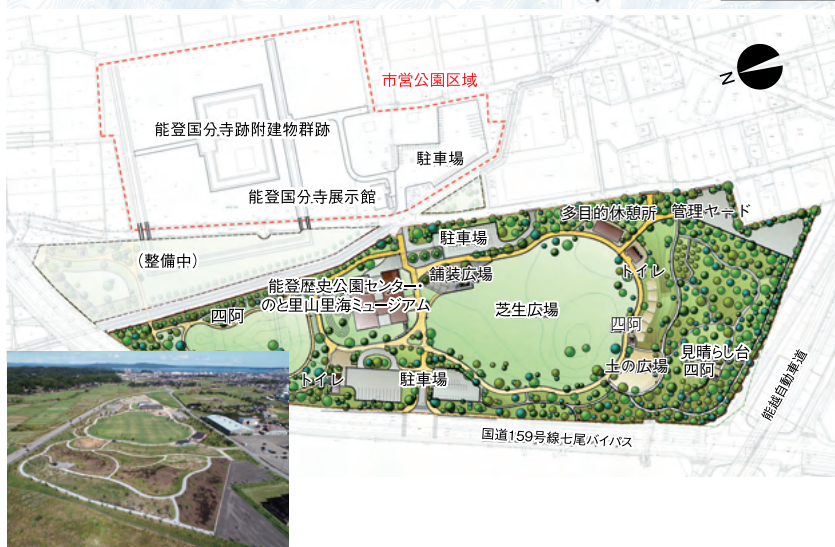 市営公園区域
N
能登国分寺跡附建物群跡
駐車場
能登国分寺展示館
多目的休憩所
管理ヤード
駐車場
(整備中)
舗装広場
トイレ
能登歴史公園センター・
のと里山里海ミュージアム
四阿
芝生広場
四阿
見晴らし台
四阿
土の広場
トイレ
駐車場
能越自動車道
国道159号線七尾バイパス